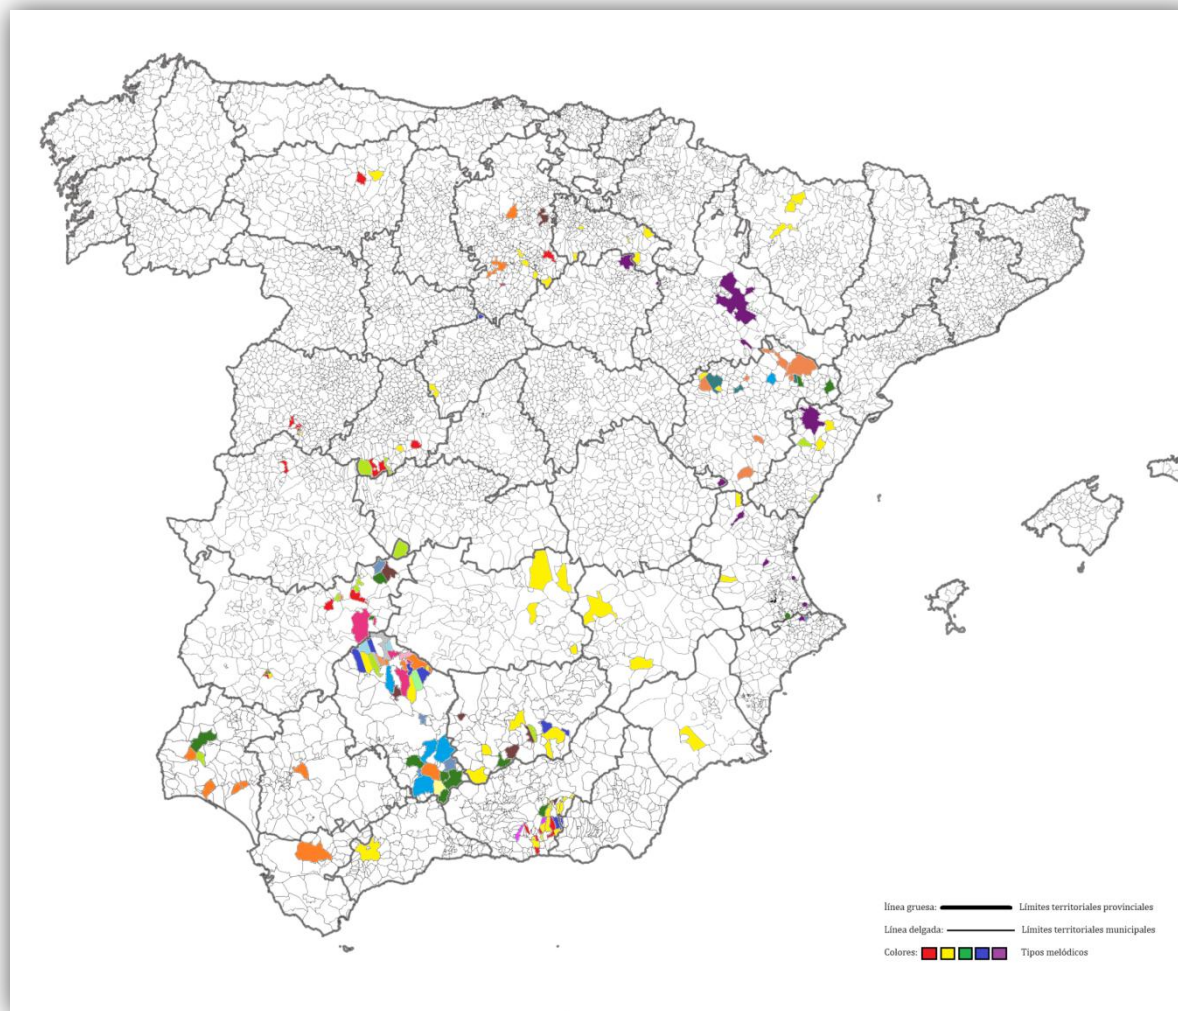 línea gruesa: Límites territoriales provinciales
Línea delgada: Límites territoriales municipales
Colores: Tipos melódicos